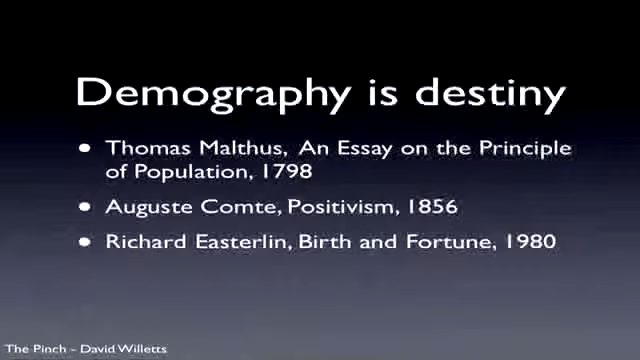 Demography is destiny
• Thomas Malthus, An Essay on the Principle
of Population, 1798
• Auguste Comte, Positivism, 1856
• Richard Easterlin, Birth and Fortune, 1980
The Pinch - David Willetts